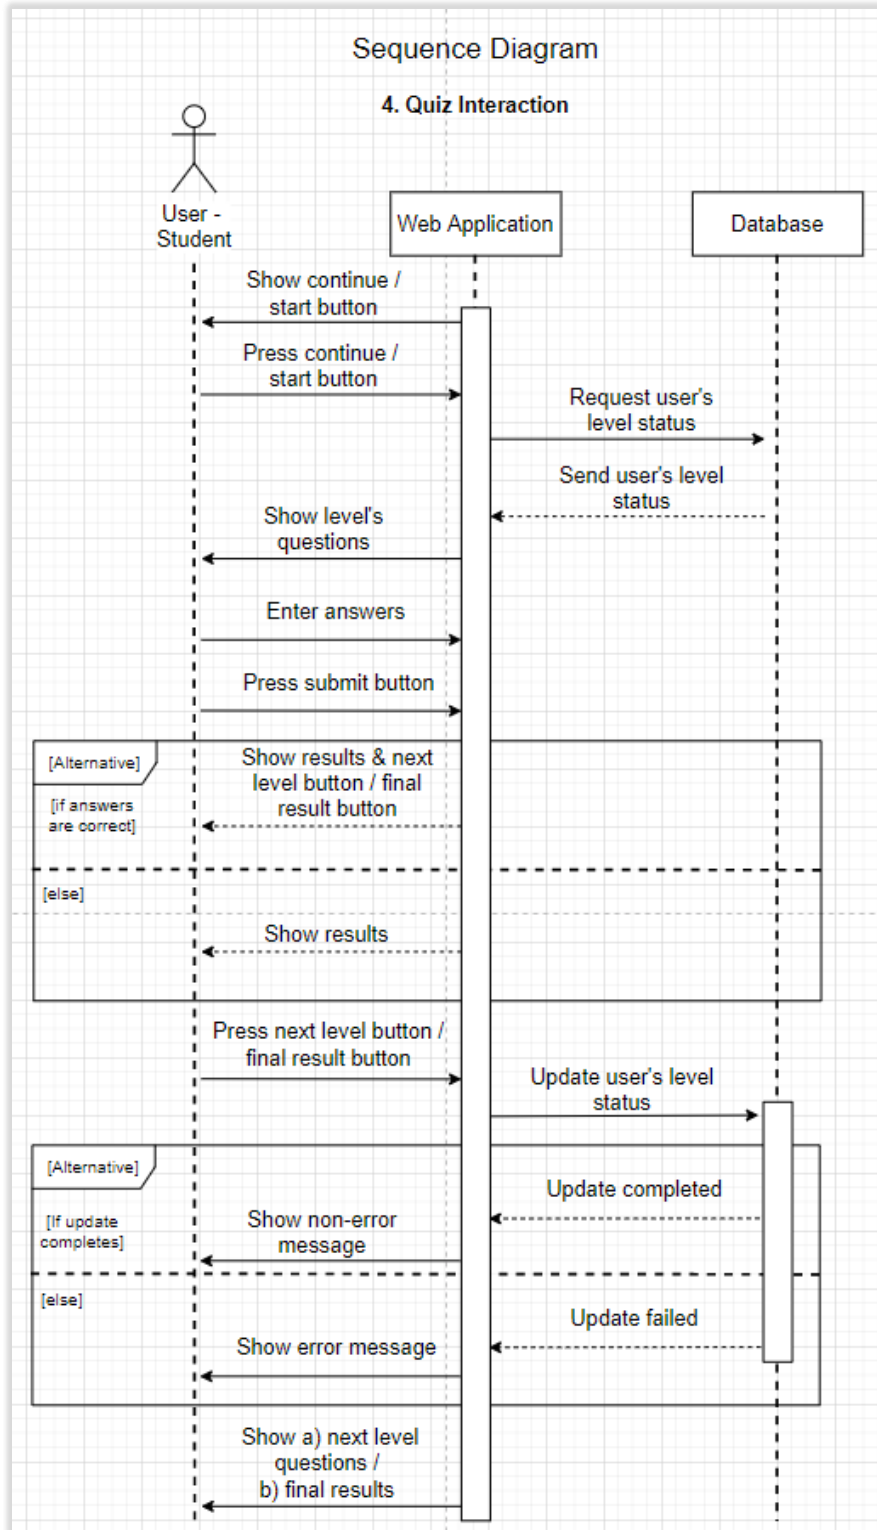 Sequence Diagram
4. Quiz Interaction
User -
Student
Web Application
Database
Show continue /
start button
Press continue /
start button
Request user's
level status
Send user's level
status
Show level's
questions
Enter answers
Press submit button
[Alternative]
Show results & next
level button / final
result button
[if answers
are correct]
[else]
Show results
Press next level button /
final result button
Update user's level
status
[Alternative]
Update completed
[If update
completes]
Show non-error
message
[else]
Update failed
Show error message
Show a) next level
questions /
b) final results